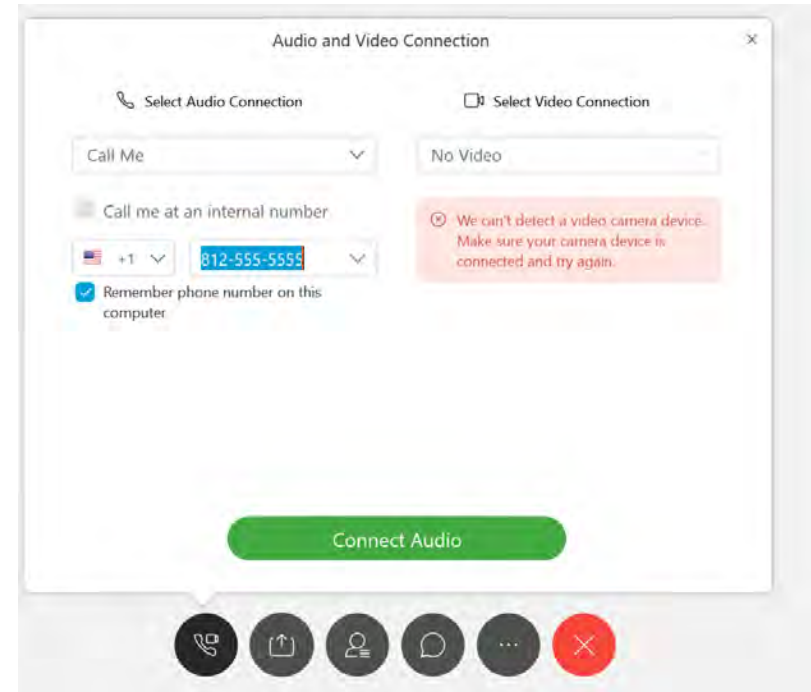 Audio and Video Connection
Select Audio Connection
Select Video Connection
Call Me
No Video
Call me at an internal number
We can't detect a video camera device.
Make sure your camera device is
connected and try again.
+1
812-555-5555
Remember phone number on this
computer
Connect Audio